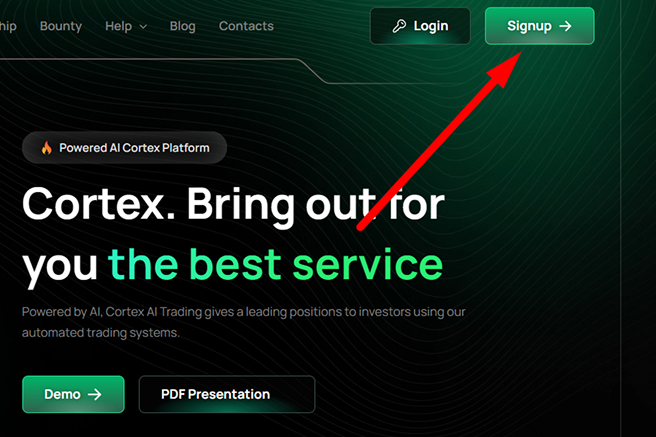 hip Bounty Help Blog Contacts Login Signup
Powered AI Cortex Platform
Cortex. Bring out for
you the best service
Powered by AI, Cortex AI Trading gives a leading positions to investors using our
automated trading systems.
Demo PDF Presentation